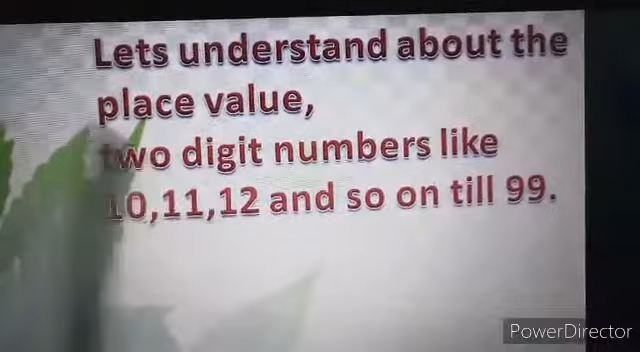 Lets understand about the
place value,
two digit numbers like
10,11,12 and so on till 99.
PowerDirector